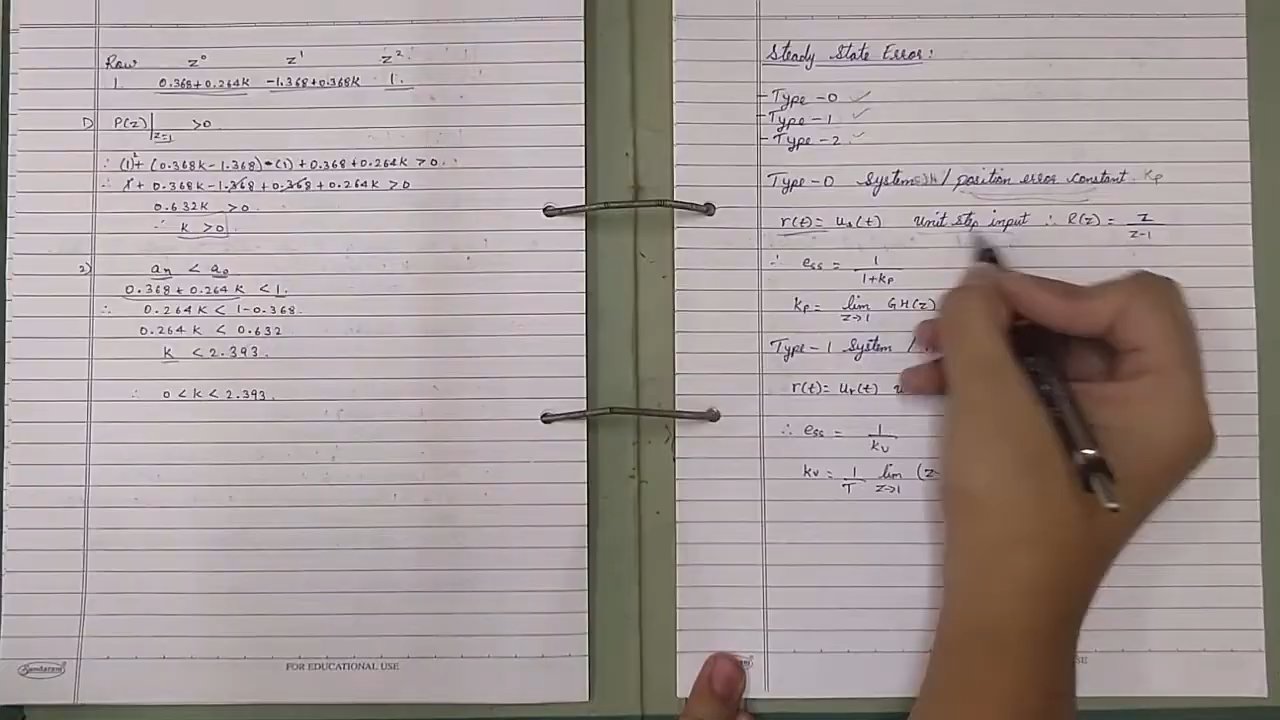 Row z⁰ z¹ z²
1. 0.368+0.264K -1.368+0.368K 1.
1) P(z)|z=1 >0
∴ (1)²+ (0.368K-1.368) (1) + 0.368+0.264K >0.
∴ 1+ 0.368K-1.368 +0.368+0.264K >0
0.632K >0.
∴ K >0
2) an < a0
0.368+0.264K <1.
∴ 0.264K < 1-0.368.
0.264K < 0.632
K <2.393.
∴ 0<K<2.393.
Sundaram
FOR EDUCATIONAL USE
Steady State Error:
- Type -0 ✓
- Type -1 ✓
- Type -2 ✓
Type-0 System / position error constant. Kp
r(t)= us(t) Unit step input ∴ R(z) = z/z-1
∴ ess = 1/1+Kp
Kp = lim z→1 GH(z)
Type-1 System /
r(t)= ur(t)
∴ ess = 1/Kv
Kv = 1/T lim z→1 (z-
SE